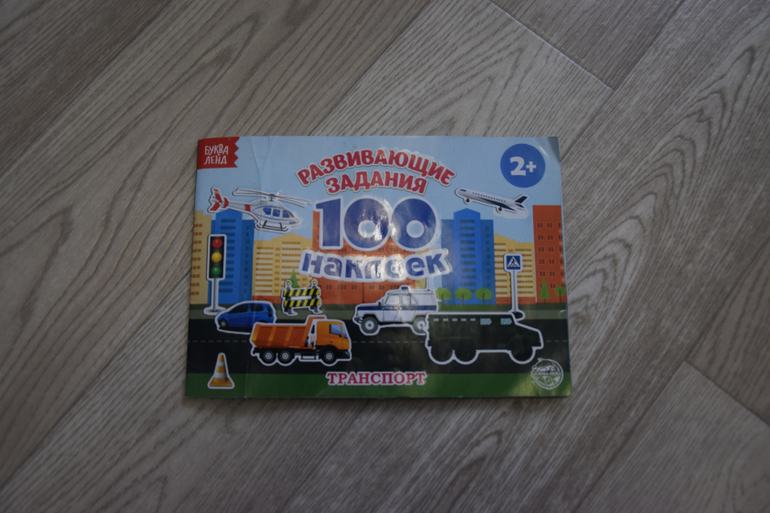 БУКВА
ЛЕНД
РАЗВИВАЮЩИЕ
ЗАДАНИЯ
2+
100
наклеек
ТРАНСПОРТ